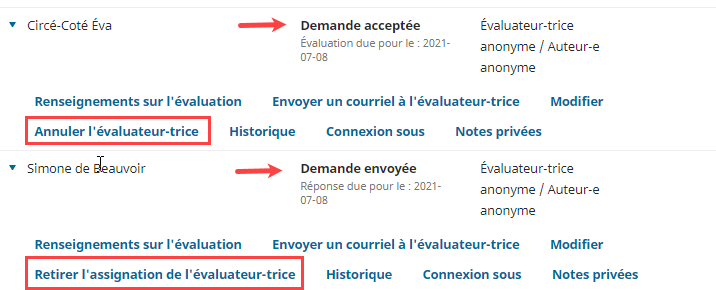 Circé-Coté Éva Demande acceptée Évaluateur-trice
Évaluation due pour le : 2021- anonyme / Auteur-e
07-08 anonyme
Renseignements sur l'évaluation Envoyer un courriel à l'évaluateur-trice Modifier
Annuler l'évaluateur-trice Historique Connexion sous Notes privées
Simone de Beauvoir Demande envoyée Évaluateur-trice
Réponse due pour le : 2021- anonyme / Auteur-e
07-08 anonyme
Renseignements sur l'évaluation Envoyer un courriel à l'évaluateur-trice Modifier
Retirer l'assignation de l'évaluateur-trice Historique Connexion sous Notes privées